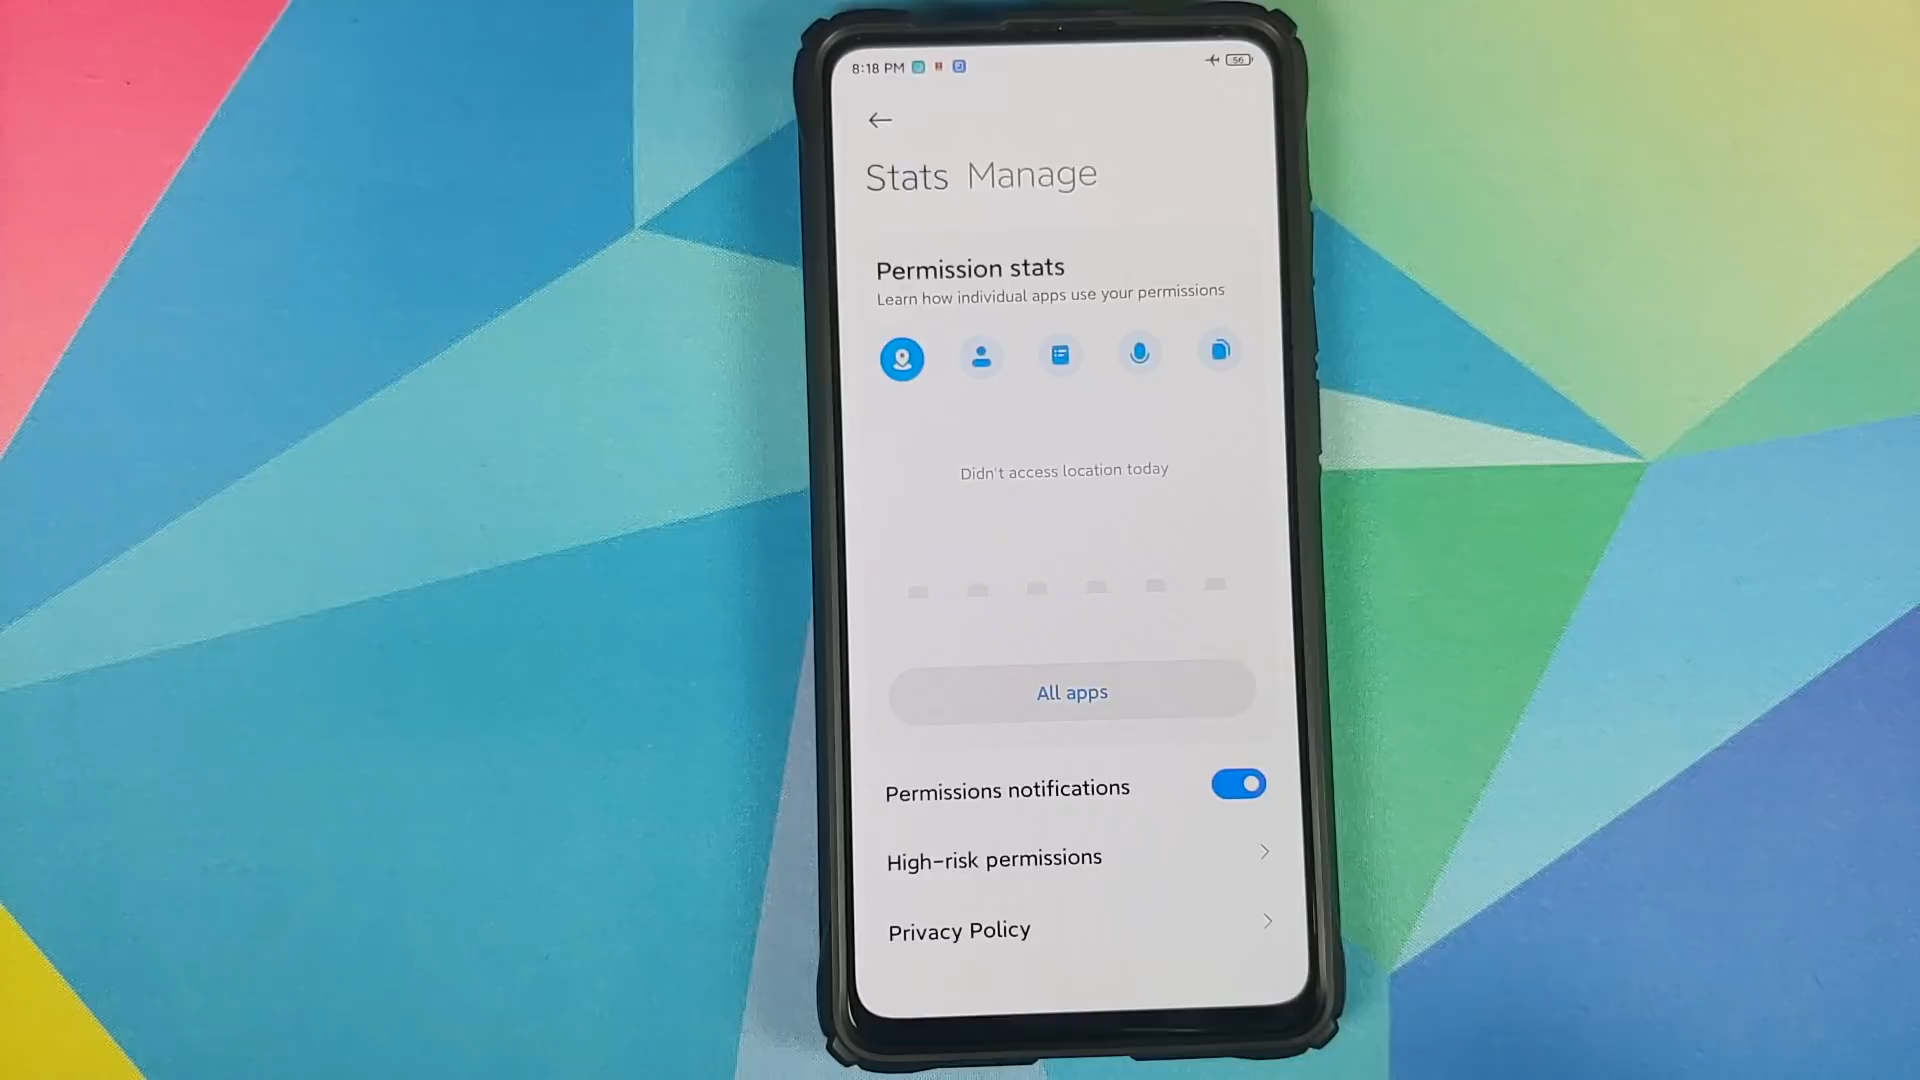 8:18 PM
56
Stats Manage
Permission stats
Learn how individual apps use your permissions
Didn't access location today
All apps
Permissions notifications
High-risk permissions
Privacy Policy